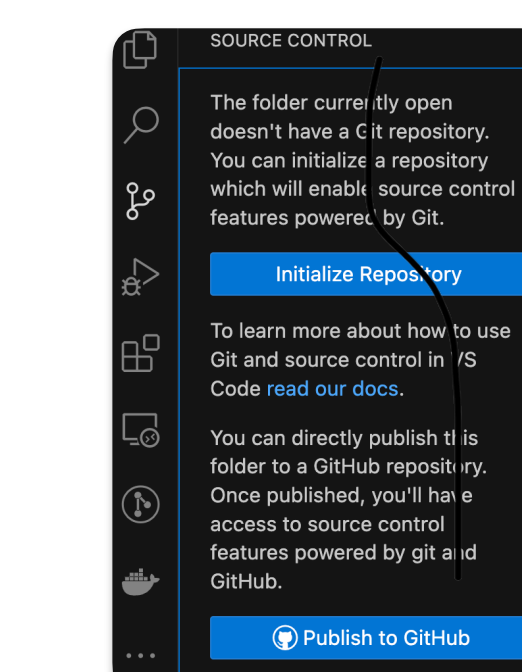 SOURCE CONTROL
The folder currently open
doesn't have a Git repository.
You can initialize a repository
which will enable source control
features powered by Git.
Initialize Repository
To learn more about how to use
Git and source control in VS
Code read our docs.
You can directly publish this
folder to a GitHub repository.
Once published, you'll have
access to source control
features powered by git and
GitHub.
Publish to GitHub